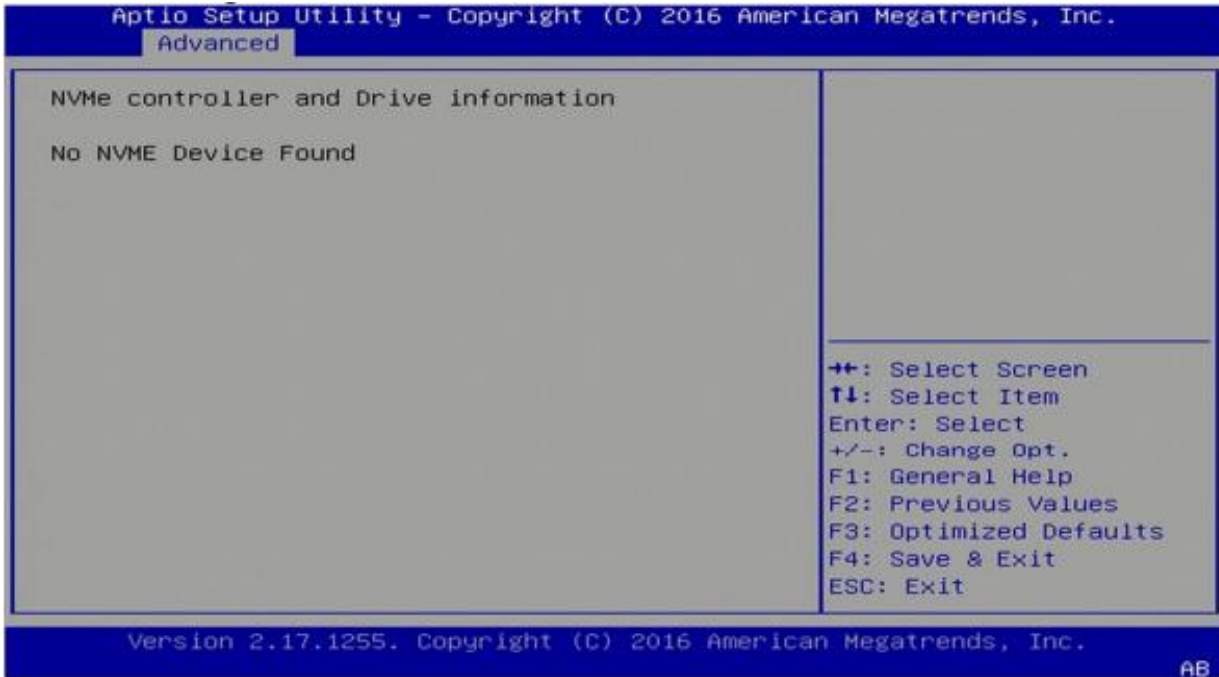 Aptio Setup Utility – Copyright (C) 2016 American Megatrends, Inc.
Advanced
NVMe controller and Drive information
No NVME Device Found
→←: Select Screen
↑↓: Select Item
Enter: Select
+/-: Change Opt.
F1: General Help
F2: Previous Values
F3: Optimized Defaults
F4: Save & Exit
ESC: Exit
Version 2.17.1255. Copyright (C) 2016 American Megatrends, Inc.
AB